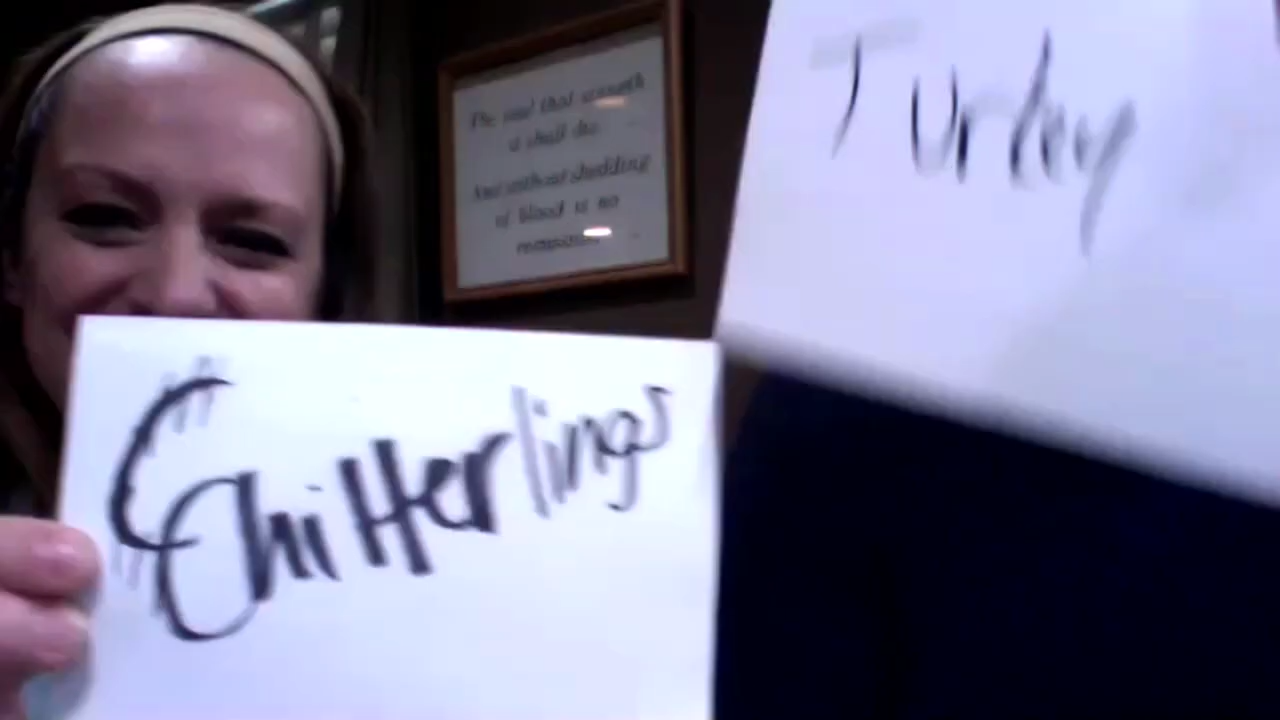 The soul that sinneth
it shall die.
And without shedding
of blood is no
remission.
Turkey
Chitterlings